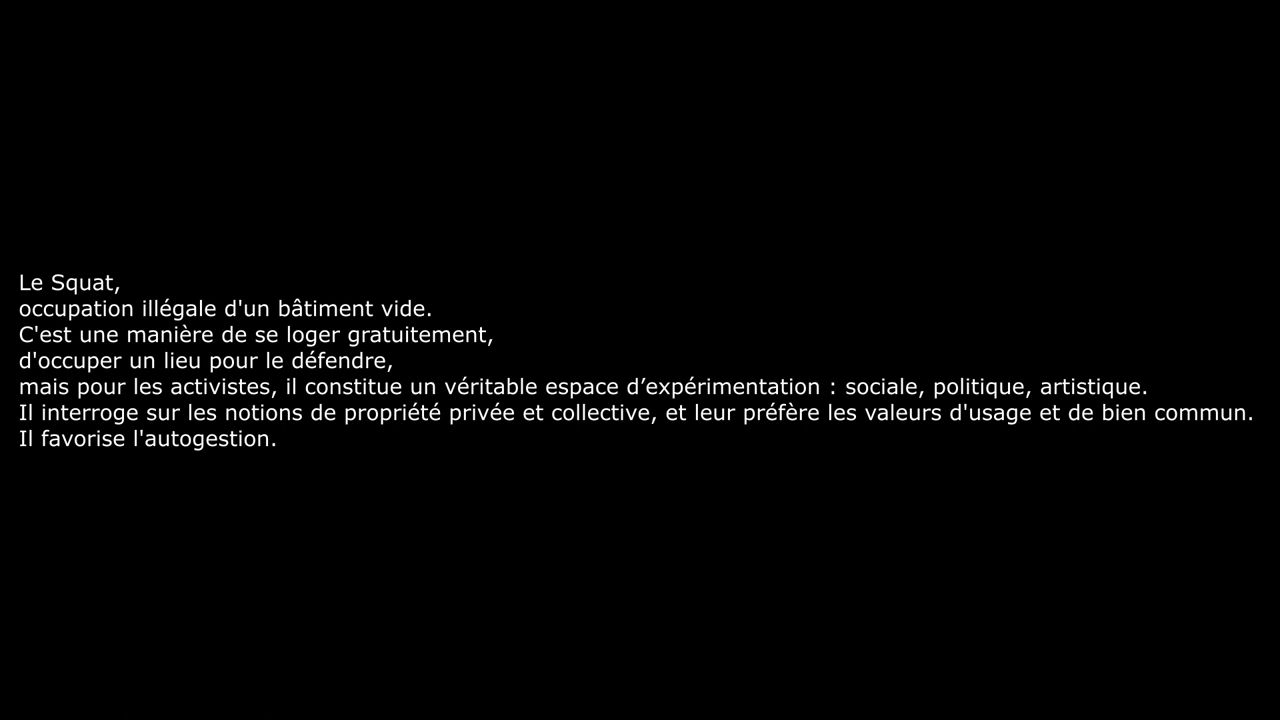 Le Squat,
occupation illégale d'un bâtiment vide.
C'est une manière de se loger gratuitement,
d'occuper un lieu pour le défendre,
mais pour les activistes, il constitue un véritable espace d’expérimentation : sociale, politique, artistique.
Il interroge sur les notions de propriété privée et collective, et leur préfère les valeurs d'usage et de bien commun.
Il favorise l'autogestion.